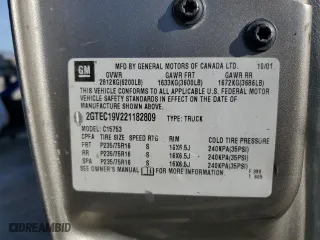 GM
MFD BY GENERAL MOTORS OF CANADA LTD. 10/01
GVWR GAWR FRT GAWR RR
2812KG(6200LB) 1633KG(3600LB) 1672KG(3686LB)
THIS VEHICLE CONFORMS TO ALL APPLICABLE U.S. FEDERAL MOTOR VEHICLE SAFETY STANDARDS IN EFFECT ON THE DATE OF MANUFACTURE SHOWN ABOVE.
2GTEC19V221182809 TYPE: TRUCK
MODEL: C15753
TIRE SIZE SPEED RTG RIM COLD TIRE PRESSURE
FRT P235/75R16 S 16X6.5J 240KPA(35PSI)
RR P235/75R16 S 16X6.5J 240KPA(35PSI)
SPA P235/75R16 S 16X6.5J 240KPA(35PSI)
SEE OWNER'S MANUAL FOR MORE INFORMATION.
AUTOHELPERBOT.COM